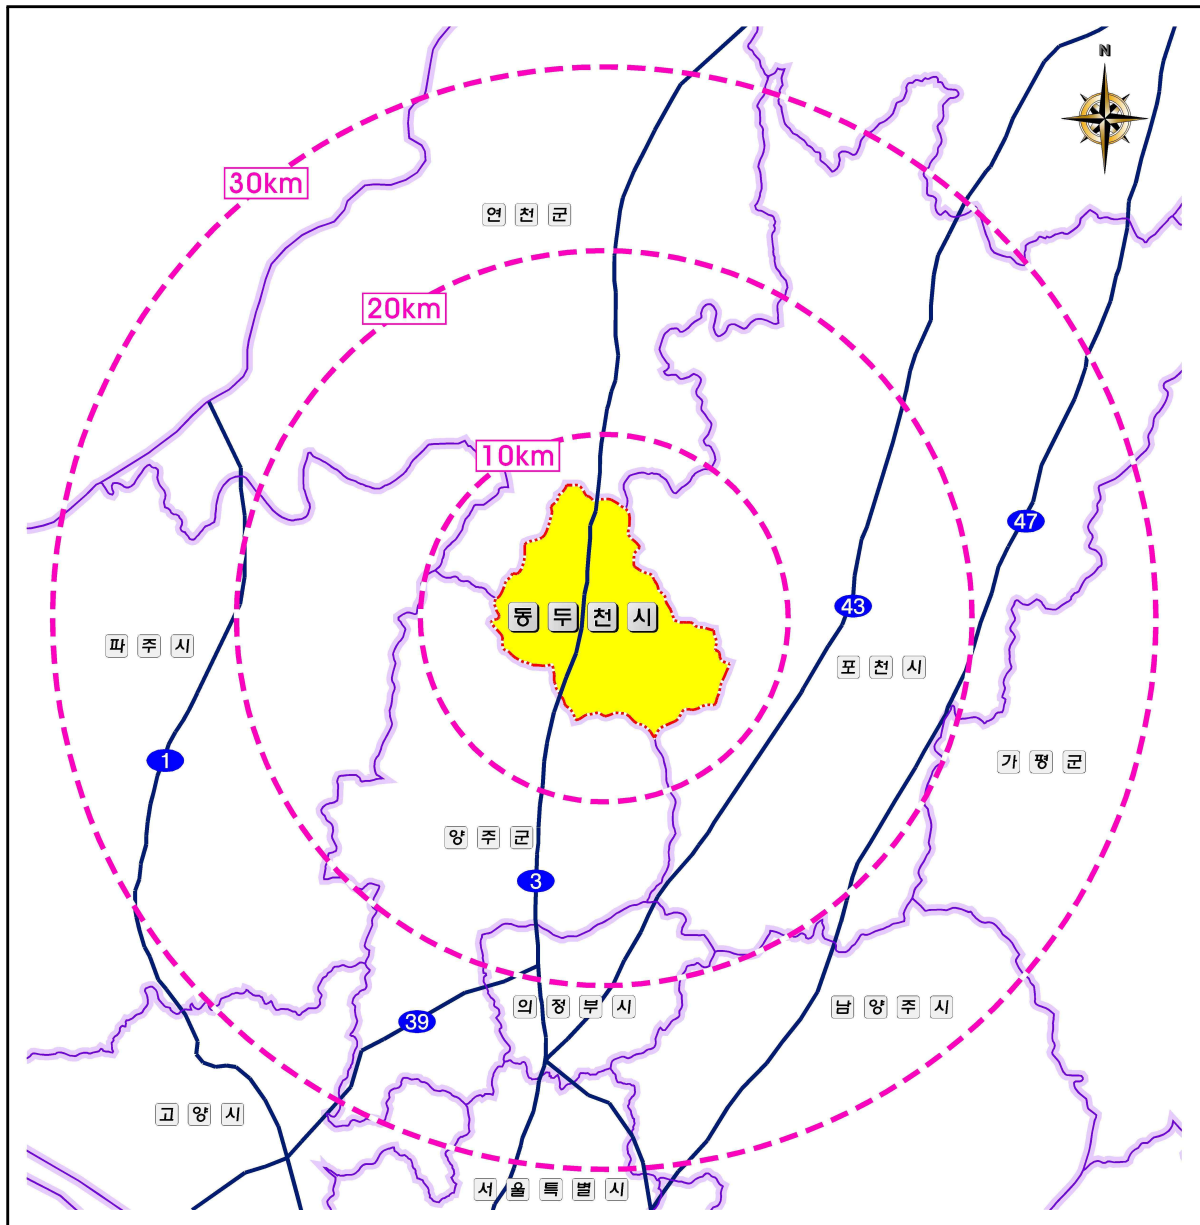 N
30km
연천군
20km
10km
47
43
동두천시
파주시
포천시
1
가평군
양주군
3
의정부시
남양주시
39
고양시
서울특별시